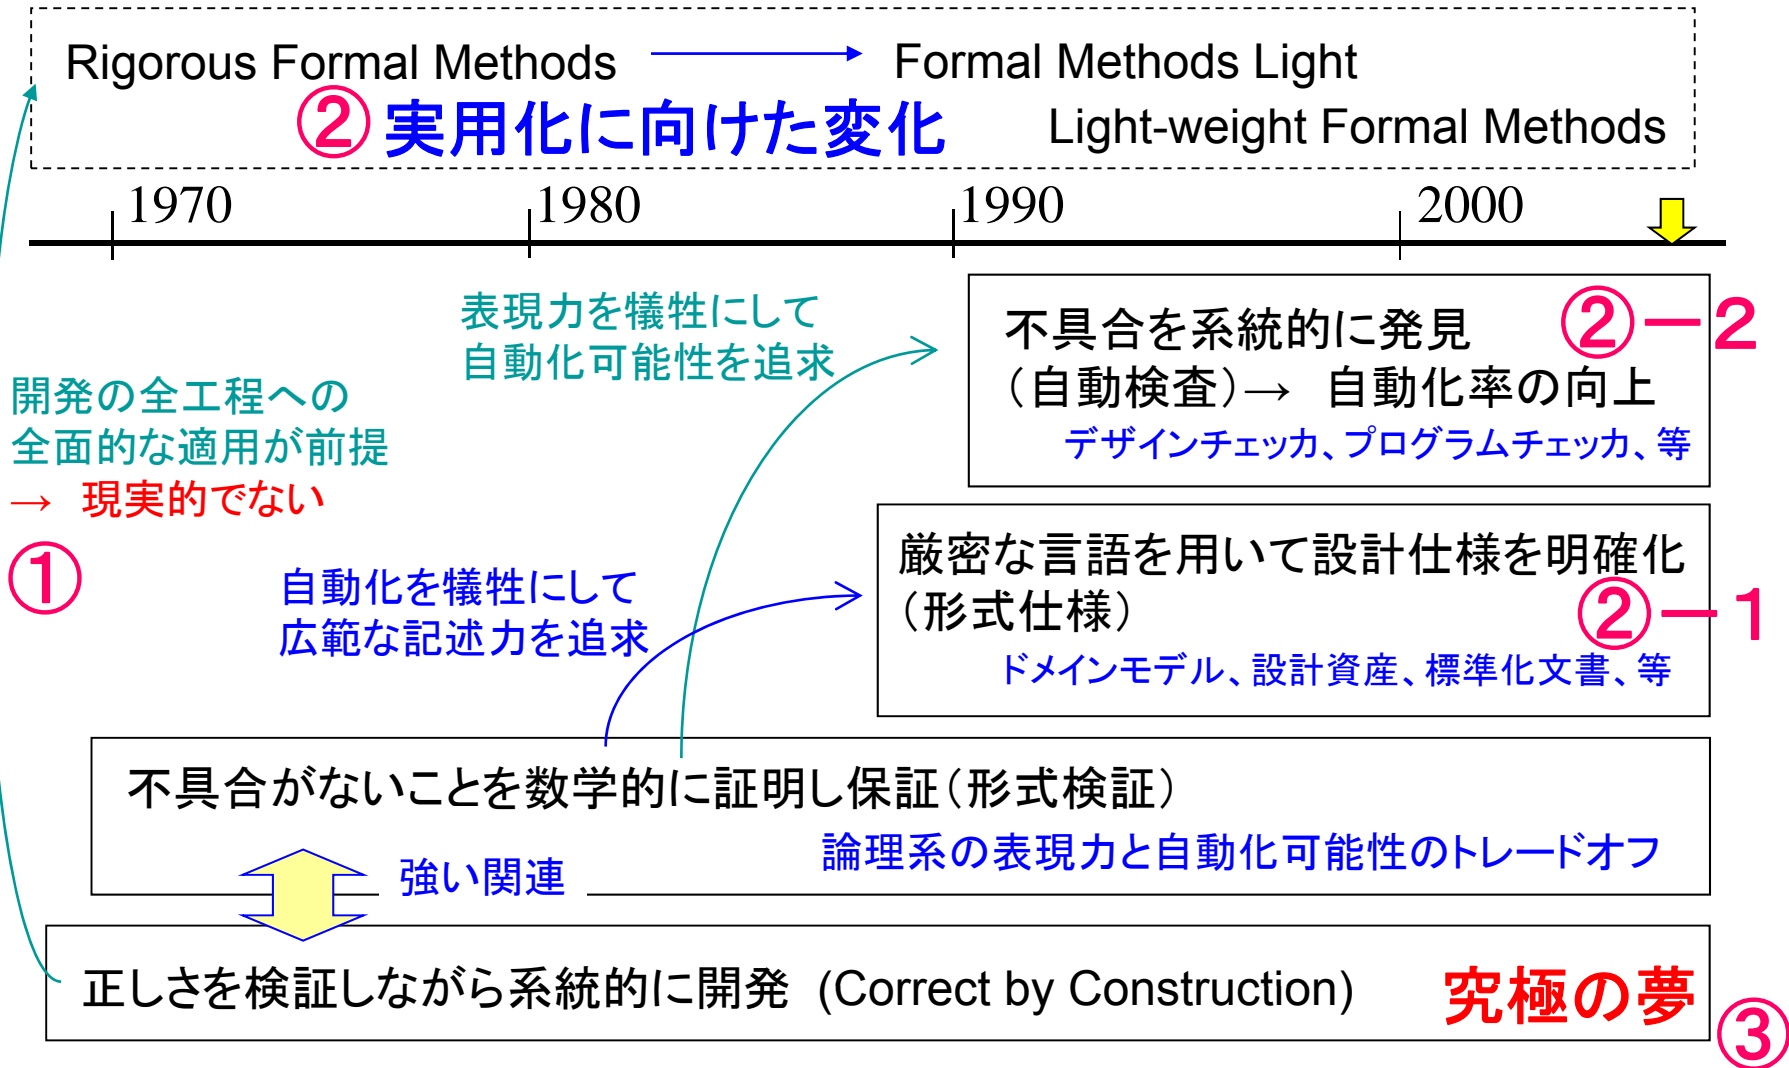 Rigorous Formal Methods
Formal Methods Light
② 実用化に向けた変化
Light-weight Formal Methods
1970
1980
1990
2000
表現力を犠牲にして
自動化可能性を追求
不具合を系統的に発見
②－2
（自動検査）→ 自動化率の向上
デザインチェッカ、プログラムチェッカ、等
開発の全工程への
全面的な適用が前提
→ 現実的でない
①
自動化を犠牲にして
広範な記述力を追求
厳密な言語を用いて設計仕様を明確化
（形式仕様）
②－1
ドメインモデル、設計資産、標準化文書、等
不具合がないことを数学的に証明し保証（形式検証）
論理系の表現力と自動化可能性のトレードオフ
強い関連
正しさを検証しながら系統的に開発 (Correct by Construction)
究極の夢
③